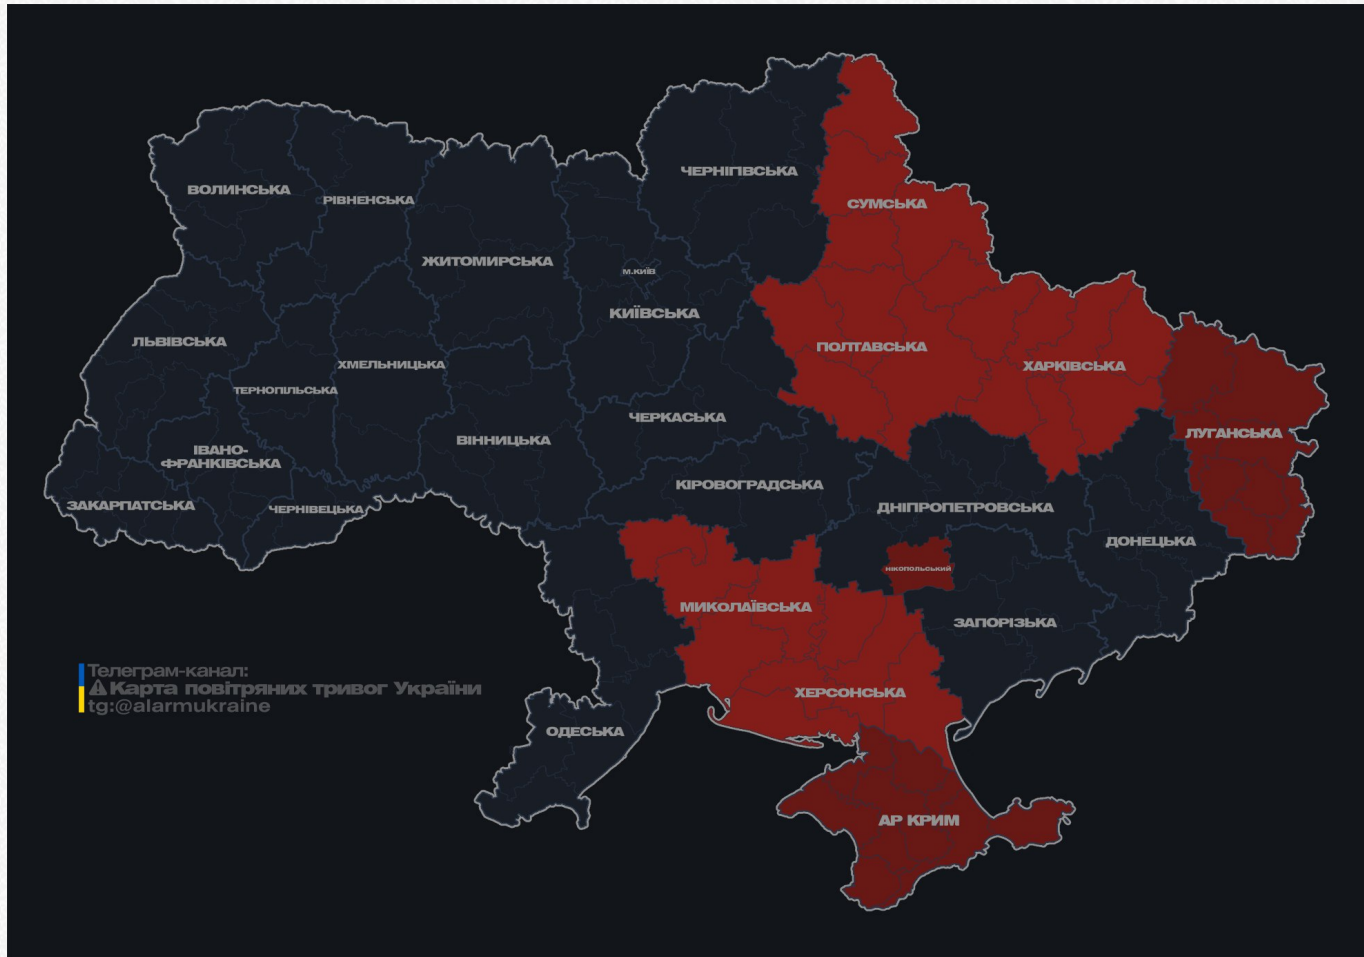 ЧЕРНІГІВСЬКА
ВОЛИНСЬКА
РІВНЕНСЬКА
СУМСЬКА
ЖИТОМИРСЬКА
М.КИЇВ
КИЇВСЬКА
ЛЬВІВСЬКА
ПОЛТАВСЬКА
ХМЕЛЬНИЦЬКА
ХАРКІВСЬКА
ТЕРНОПІЛЬСЬКА
ЧЕРКАСЬКА
ЛУГАНСЬКА
ВІННИЦЬКА
ІВАНО-
ФРАНКІВСЬКА
КІРОВОГРАДСЬКА
ЗАКАРПАТСЬКА
ЧЕРНІВЕЦЬКА
ДНІПРОПЕТРОВСЬКА
ДОНЕЦЬКА
НІКОПОЛЬСЬКИЙ
МИКОЛАЇВСЬКА
ЗАПОРІЗЬКА
Телеграм-канал:
⚠Карта повітряних тривог України
tg:@alarmukraine
ХЕРСОНСЬКА
ОДЕСЬКА
АР КРИМ